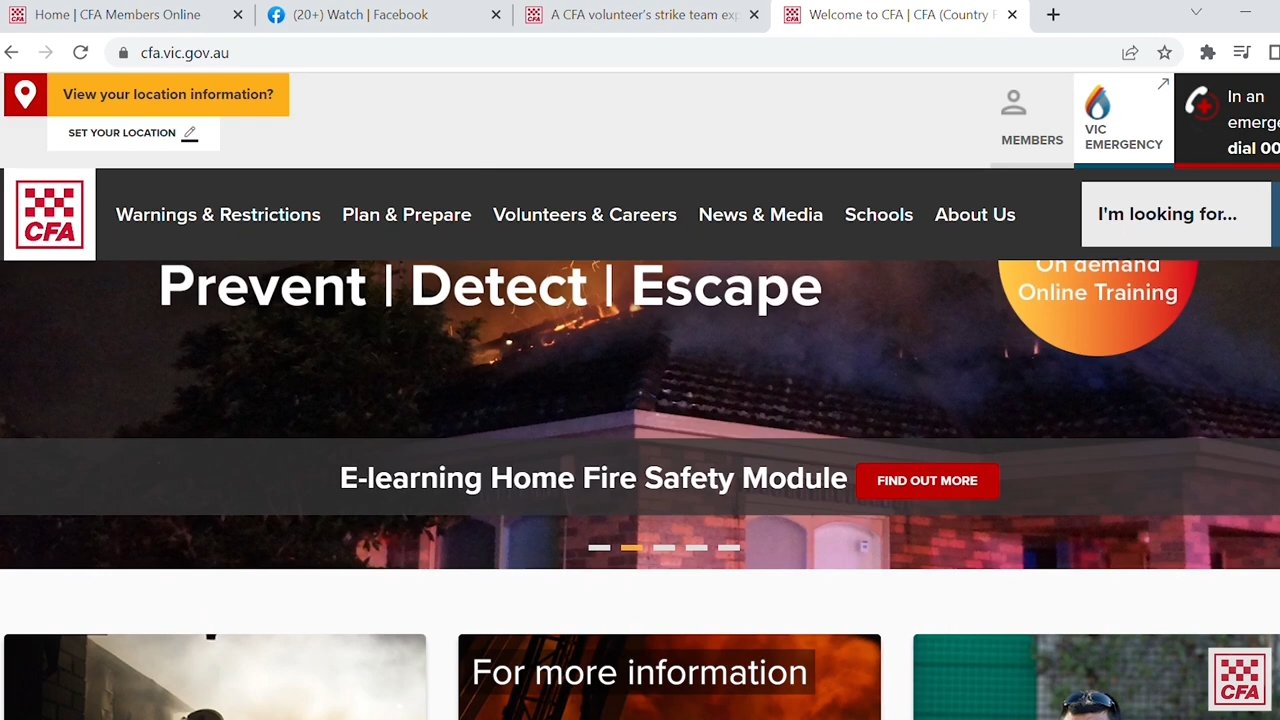 Home | CFA Members Online
(20+) Watch | Facebook
A CFA volunteer's strike team exp
Welcome to CFA | CFA (Country F
cfa.vic.gov.au
View your location information?
SET YOUR LOCATION
MEMBERS
VIC
EMERGENCY
In an
emerge
dial 00
CFA
Warnings & Restrictions
Plan & Prepare
Volunteers & Careers
News & Media
Schools
About Us
I'm looking for...
Prevent | Detect | Escape
On demand
Online Training
E-learning Home Fire Safety Module
FIND OUT MORE
For more information
CFA